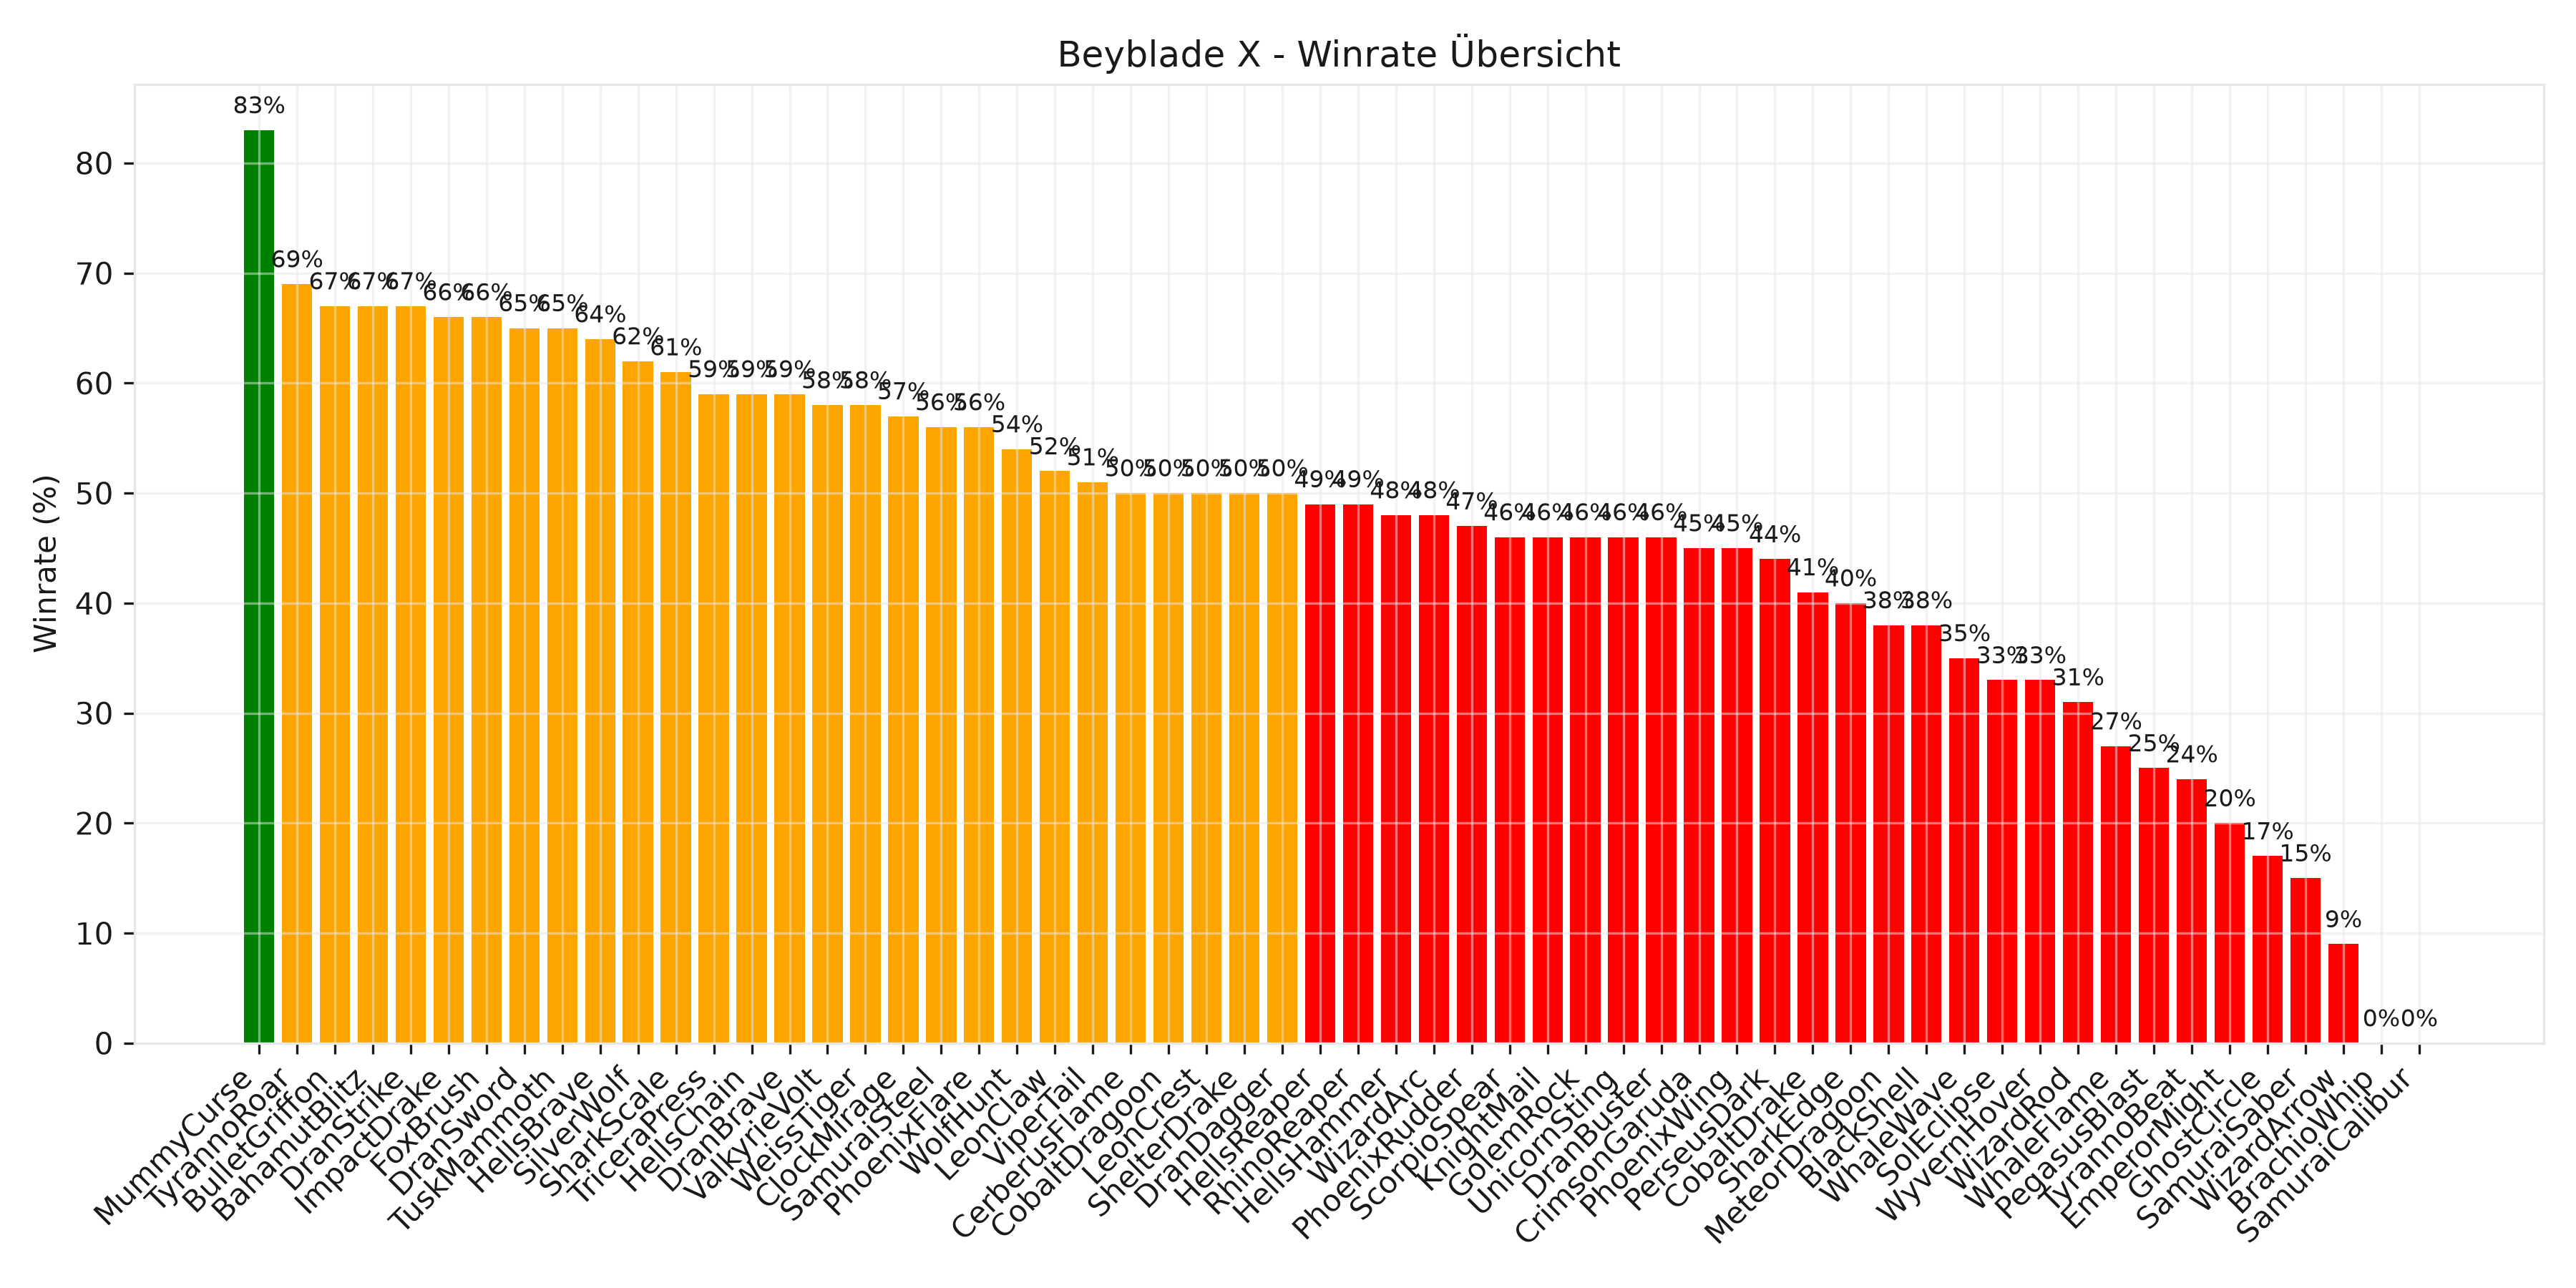 Beyblade X - Winrate Übersicht
Winrate (%)
80
70
60
50
40
30
20
10
0
83%
69%
67%
67%
67%
66%
66%
65%
65%
64%
62%
61%
59%
59%
59%
58%
58%
57%
56%
56%
54%
52%
51%
50%
50%
50%
50%
50%
49%
49%
48%
48%
47%
46%
46%
46%
46%
46%
45%
45%
44%
41%
40%
38%
38%
35%
33%
33%
31%
27%
25%
24%
20%
17%
15%
9%
0%
0%
MummyCurse
TyrannoRoar
BulletGriffon
BahamutBlitz
DranStrike
ImpactDrake
FoxBrush
DranSword
TuskMammoth
HellsBrave
SilverWolf
SharkScale
TriceraPress
HellsChain
DranBrave
ValkyrieVolt
WeissTiger
ClockMirage
SamuraiSteel
PhoenixFlare
WolfHunt
LeonClaw
ViperTail
CerberusFlame
CobaltDragoon
LeonCrest
ShelterDrake
DranDagger
HellsReaper
RhinoReaper
HellsHammer
WizardArc
PhoenixRudder
ScorpioSpear
KnightMail
GolemRock
UnicornSting
DranBuster
CrimsonGaruda
PhoenixWing
PerseusDark
CobaltDrake
SharkEdge
MeteorDragoon
BlackShell
WhaleWave
SolEclipse
WyvernHover
WizardRod
WhaleFlame
PegasusBlast
TyrannoBeat
EmperorMight
GhostCircle
SamuraiSaber
WizardArrow
BrachioWhip
SamuraiCalibur